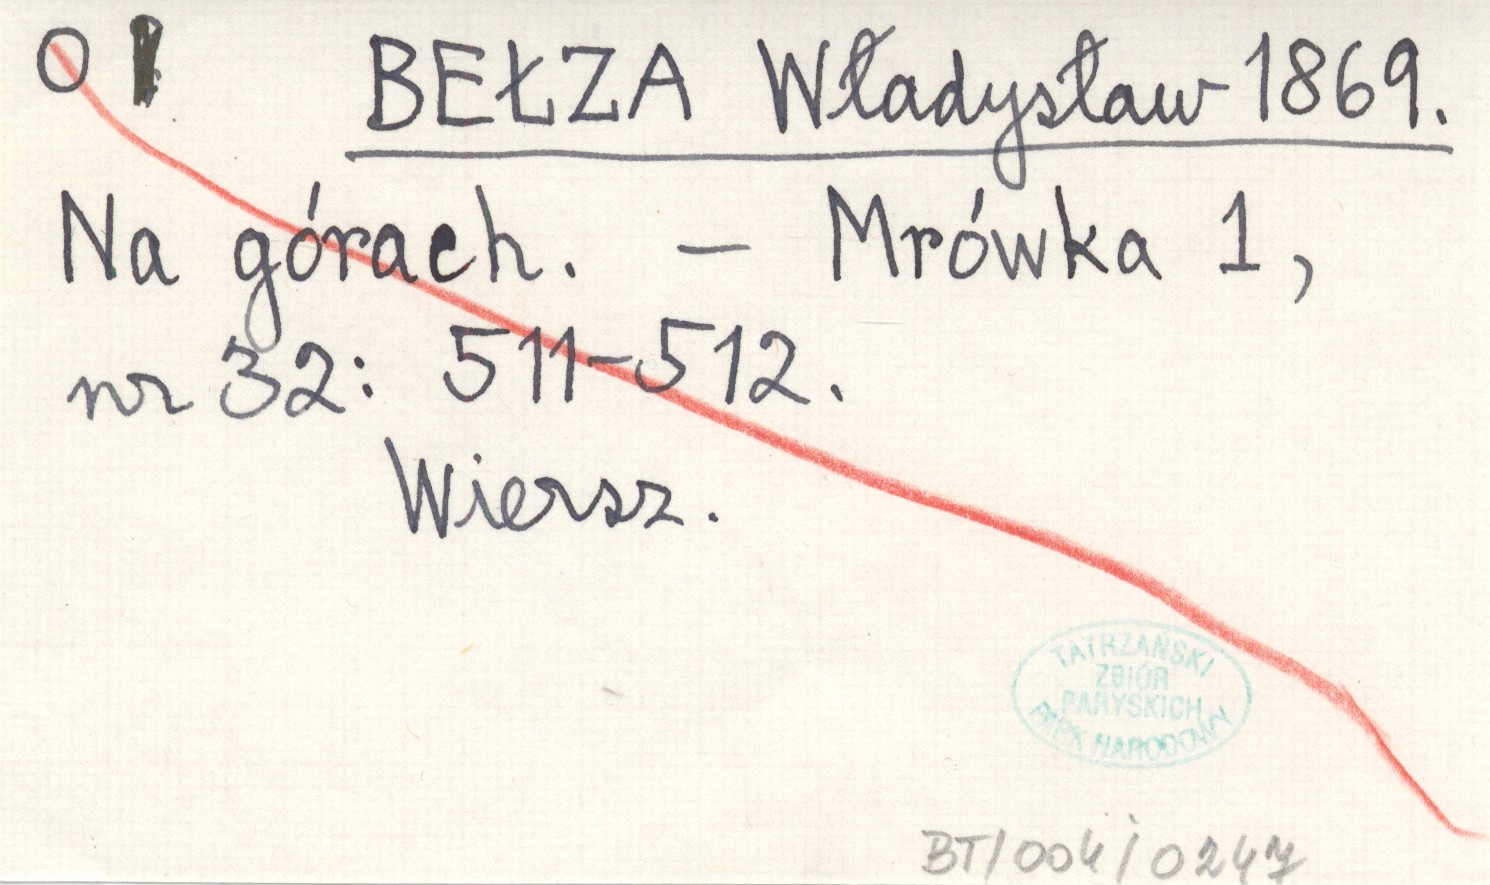 O
BEŁZA Władysław 1869.
Na górach. — Mrówka 1,
nr 32: 511-512.
Wiersz.
TATRZAŃSKI
ZBIÓR
PARYSKICH
PARK NARODOWY
BT/004/0247